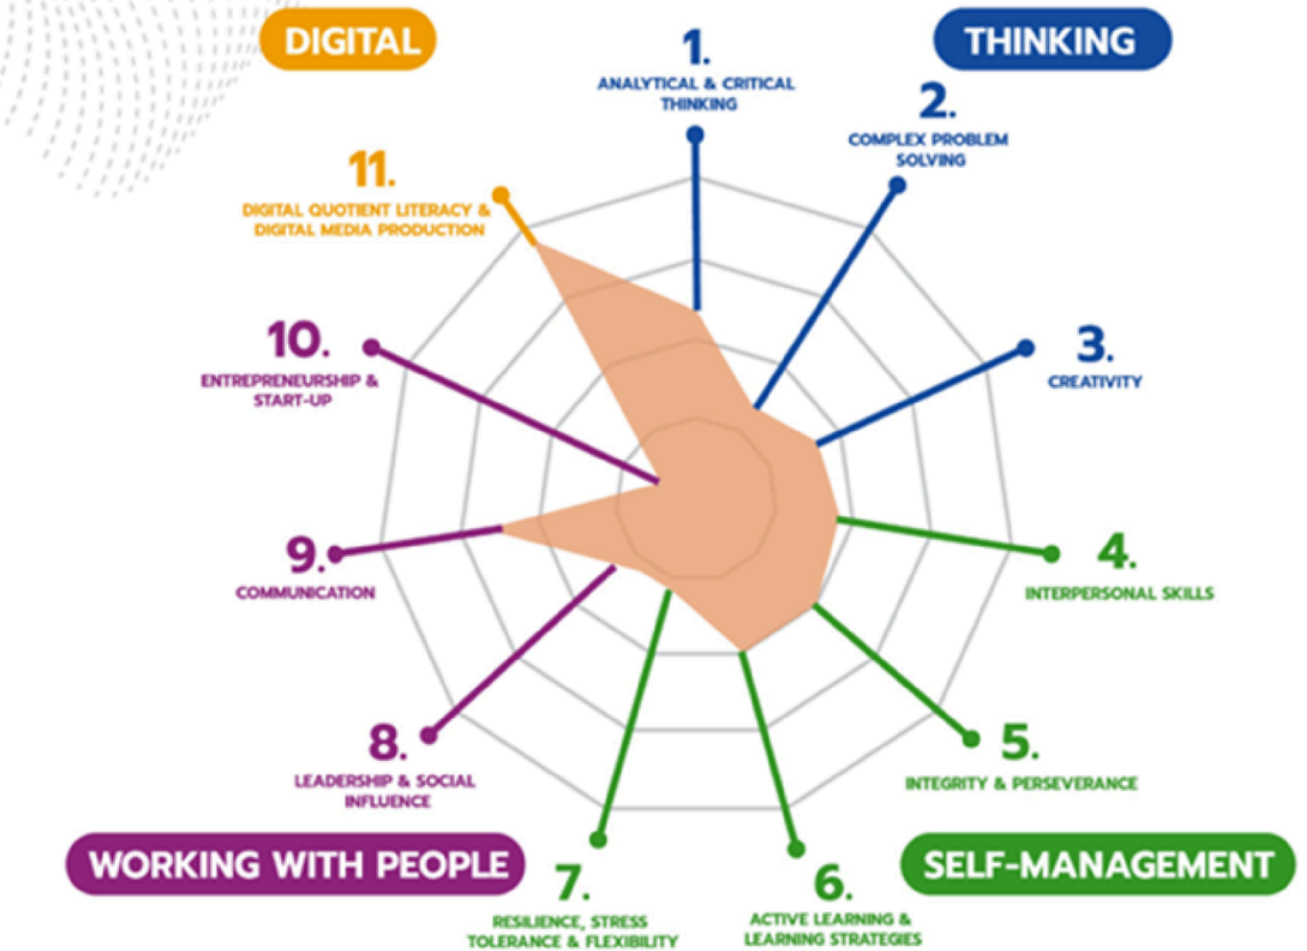 DIGITAL
THINKING
1.
ANALYTICAL & CRITICAL
THINKING
2.
COMPLEX PROBLEM
SOLVING
3.
CREATIVITY
4.
INTERPERSONAL SKILLS
5.
INTEGRITY & PERSEVERANCE
6.
ACTIVE LEARNING &
LEARNING STRATEGIES
7.
RESILIENCE, STRESS
TOLERANCE & FLEXIBILITY
8.
LEADERSHIP & SOCIAL
INFLUENCE
9.
COMMUNICATION
10.
ENTREPRENEURSHIP &
START-UP
11.
DIGITAL QUOTIENT LITERACY &
DIGITAL MEDIA PRODUCTION
WORKING WITH PEOPLE
SELF-MANAGEMENT